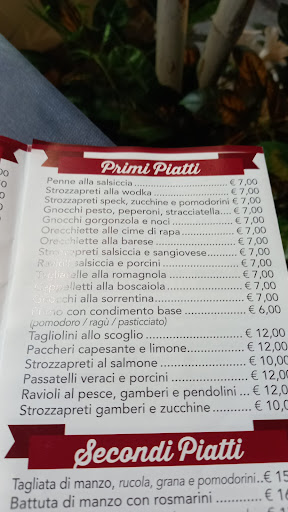 Primi Piatti
Penne alla salsiccia ........ € 7,00
Strozzapreti alla wodka ........ € 7,00
Strozzapreti speck, zucchine e pomodorini € 7,00
Gnocchi pesto, peperoni, stracciatella... € 7,00
Gnocchi gorgonzola e noci ........ € 7,00
Orecchiette alle cime di rapa ........ € 7,00
Orecchiette alla barese ........ € 7,00
salsiccia e sangiovese ........ € 7,00
salsiccia e porcini ........ € 7,00
alla romagnola ........ € 7,00
alla boscaiola ........ € 7,00
alla sorrentina ........ € 7,00
con condimento base ........ € 6,00
(pomodoro / ragù / pasticciato)
Tagliolini allo scoglio ........ € 12,00
Paccheri capesante e limone ........ € 12,00
Strozzapreti al salmone ........ € 10,00
Passatelli veraci e porcini ........ € 12,0
Ravioli al pesce, gamberi e pendolini ... € 12,0
Strozzapreti gamberi e zucchine ........ € 10,0
Secondi Piatti
Tagliata di manzo, rucola, grana e pomodorini.. € 15
Battuta di manzo con rosmarini ........ € 16